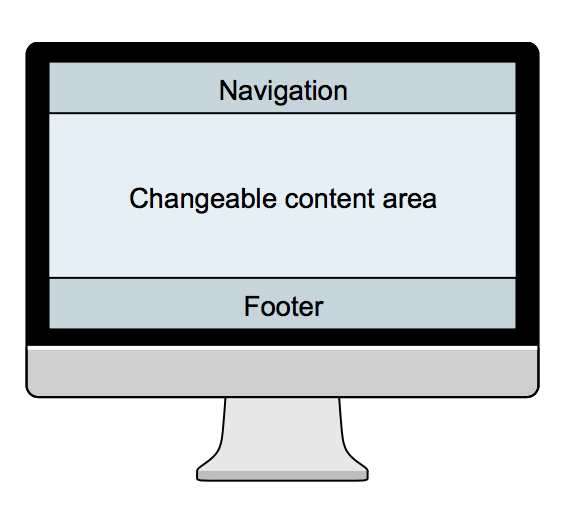 Navigation
Changeable content area
Footer